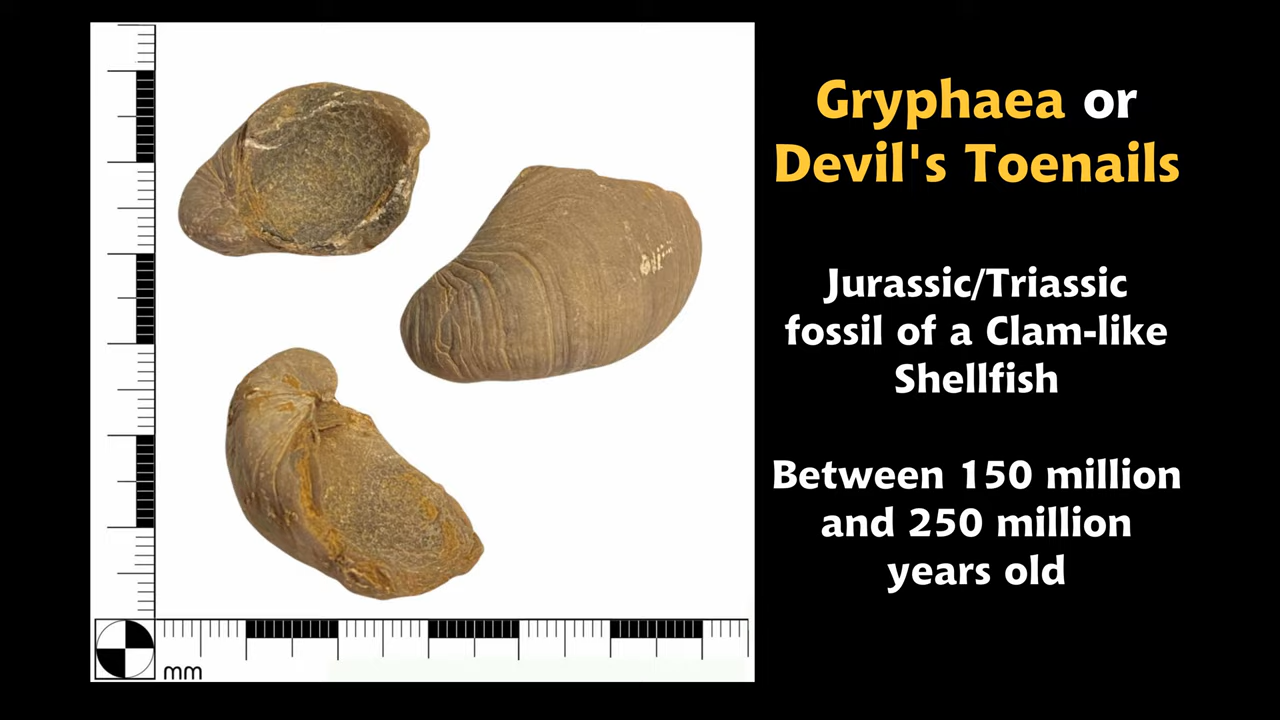 Gryphaea or
Devil's Toenails
Jurassic/Triassic
fossil of a Clam-like
Shellfish
Between 150 million
and 250 million
years old
mm